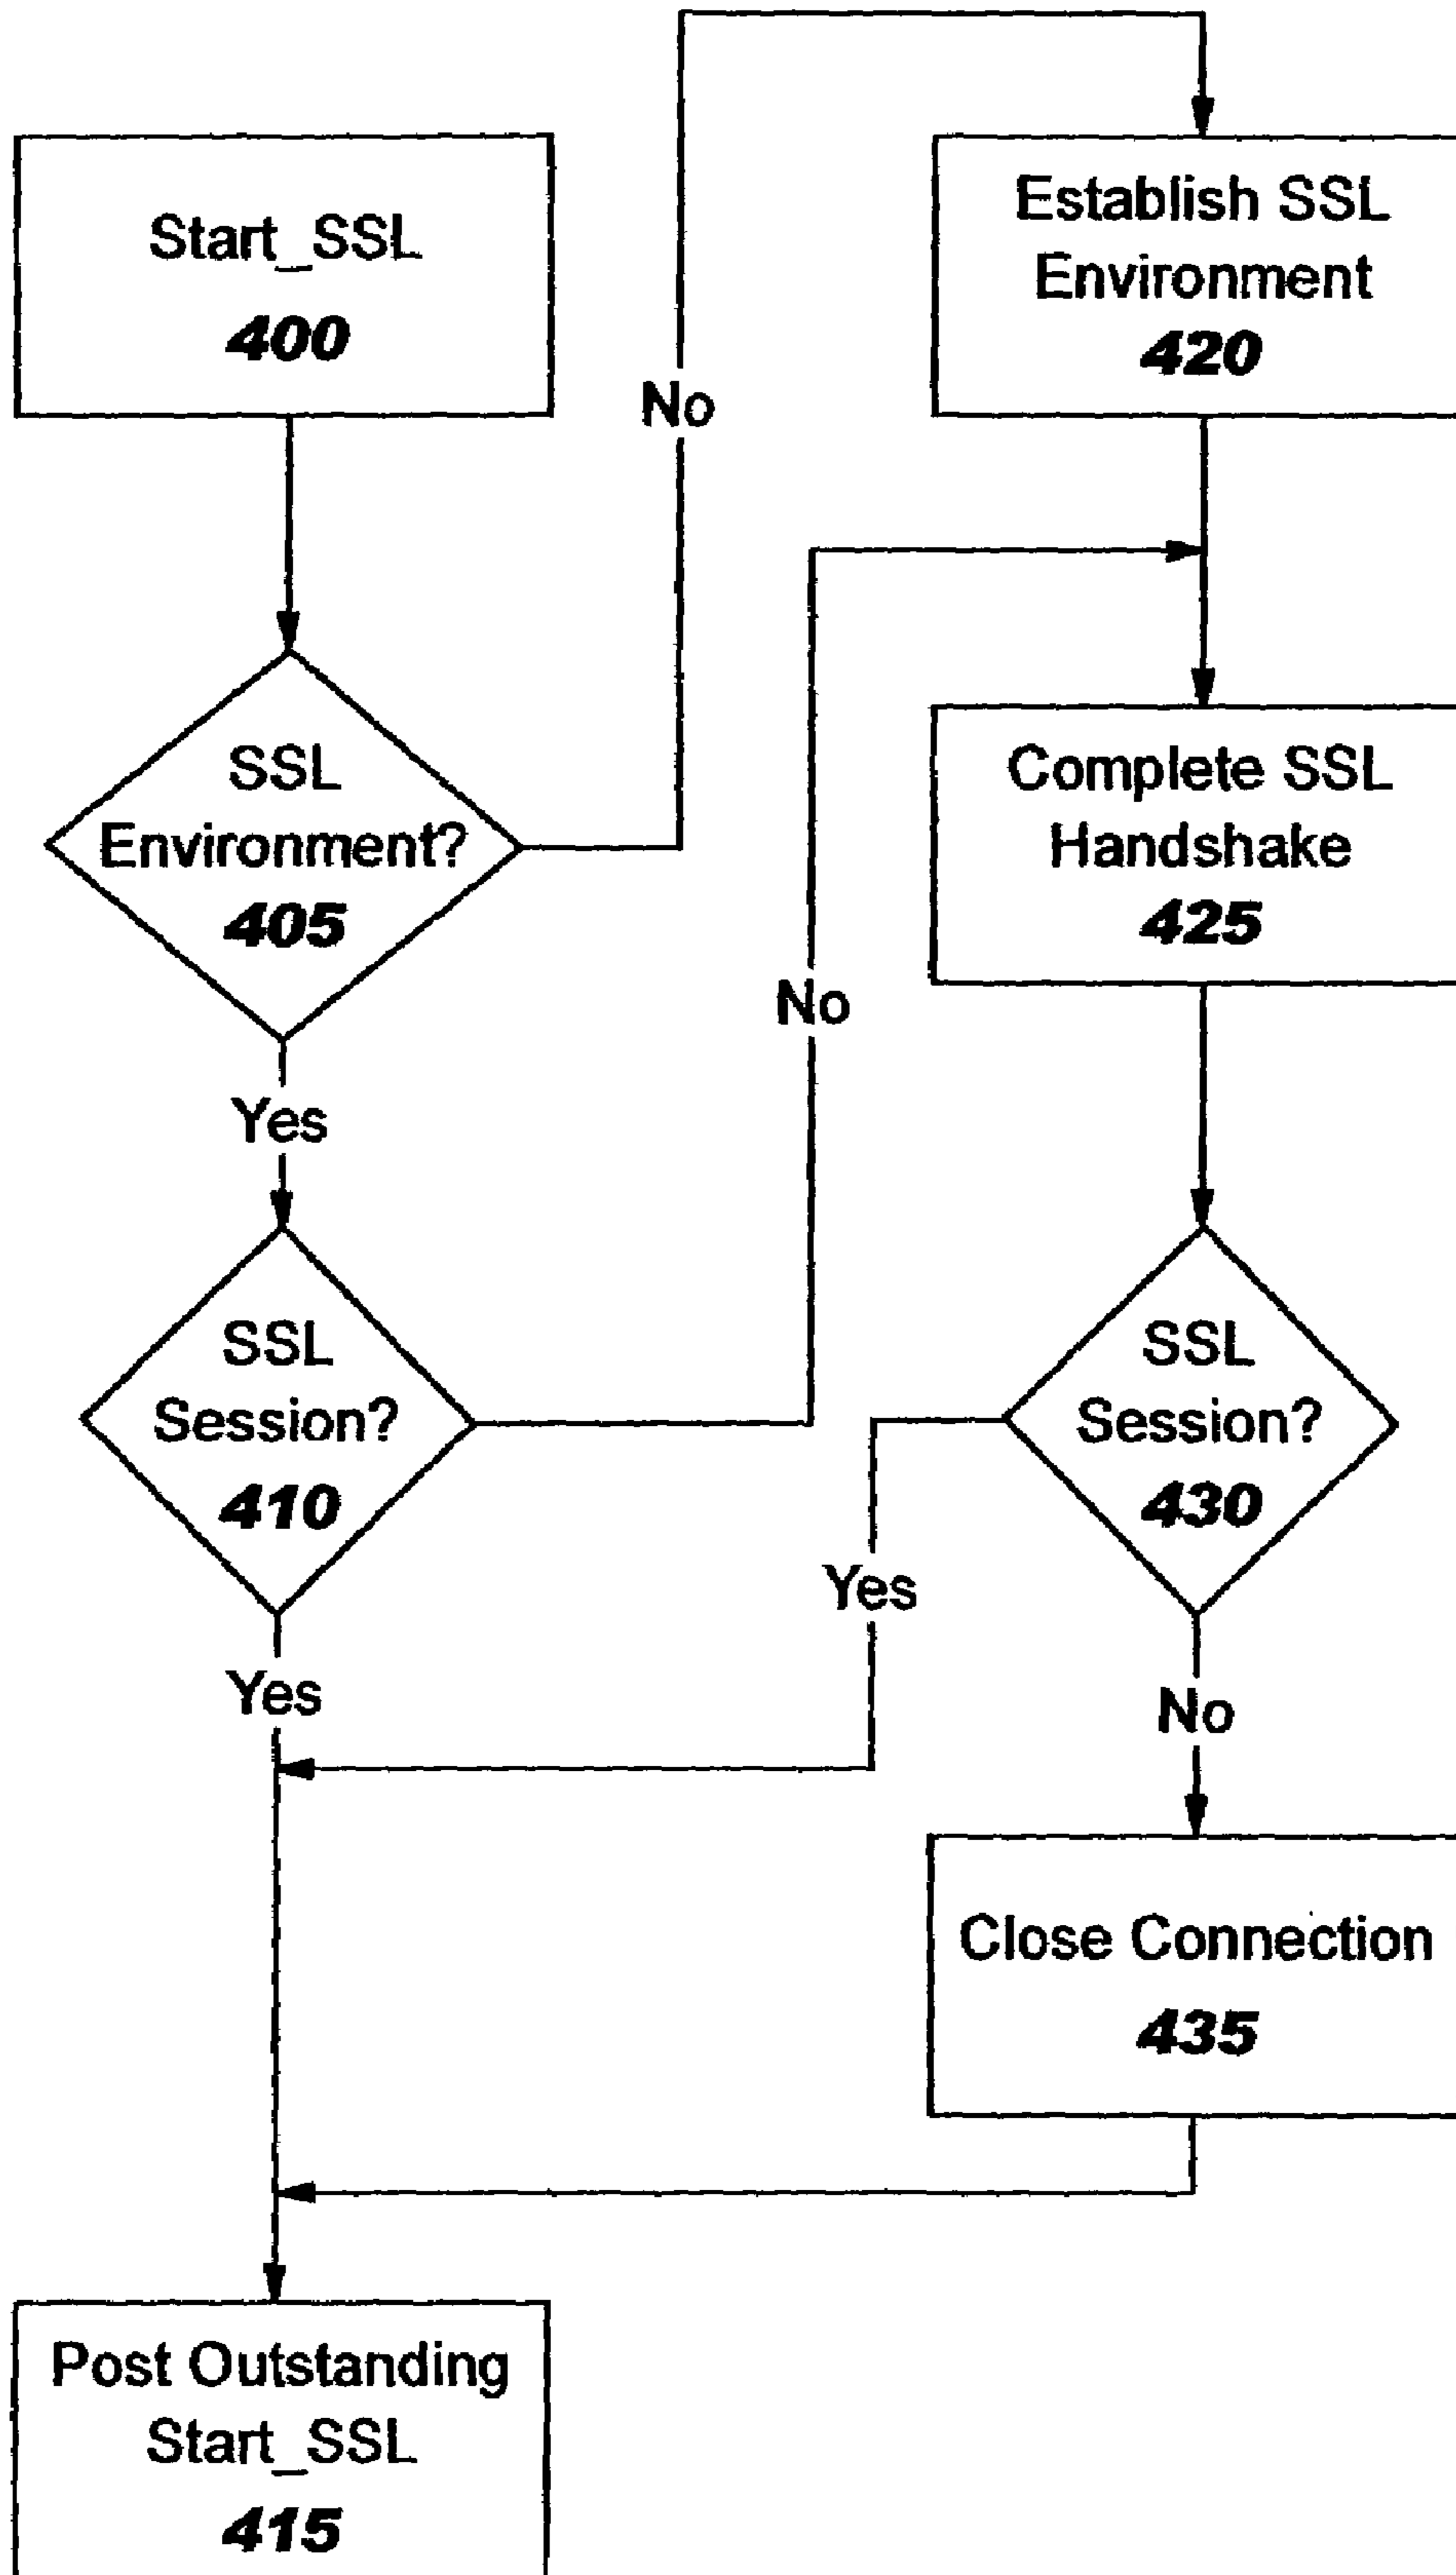 Start_SSL
400
No
Establish SSL
Environment
420
SSL
Environment?
405
Complete SSL
Handshake
425
No
Yes
SSL
Session?
410
SSL
Session?
430
Yes
Yes
No
Close Connection
435
Post Outstanding
Start_SSL
415